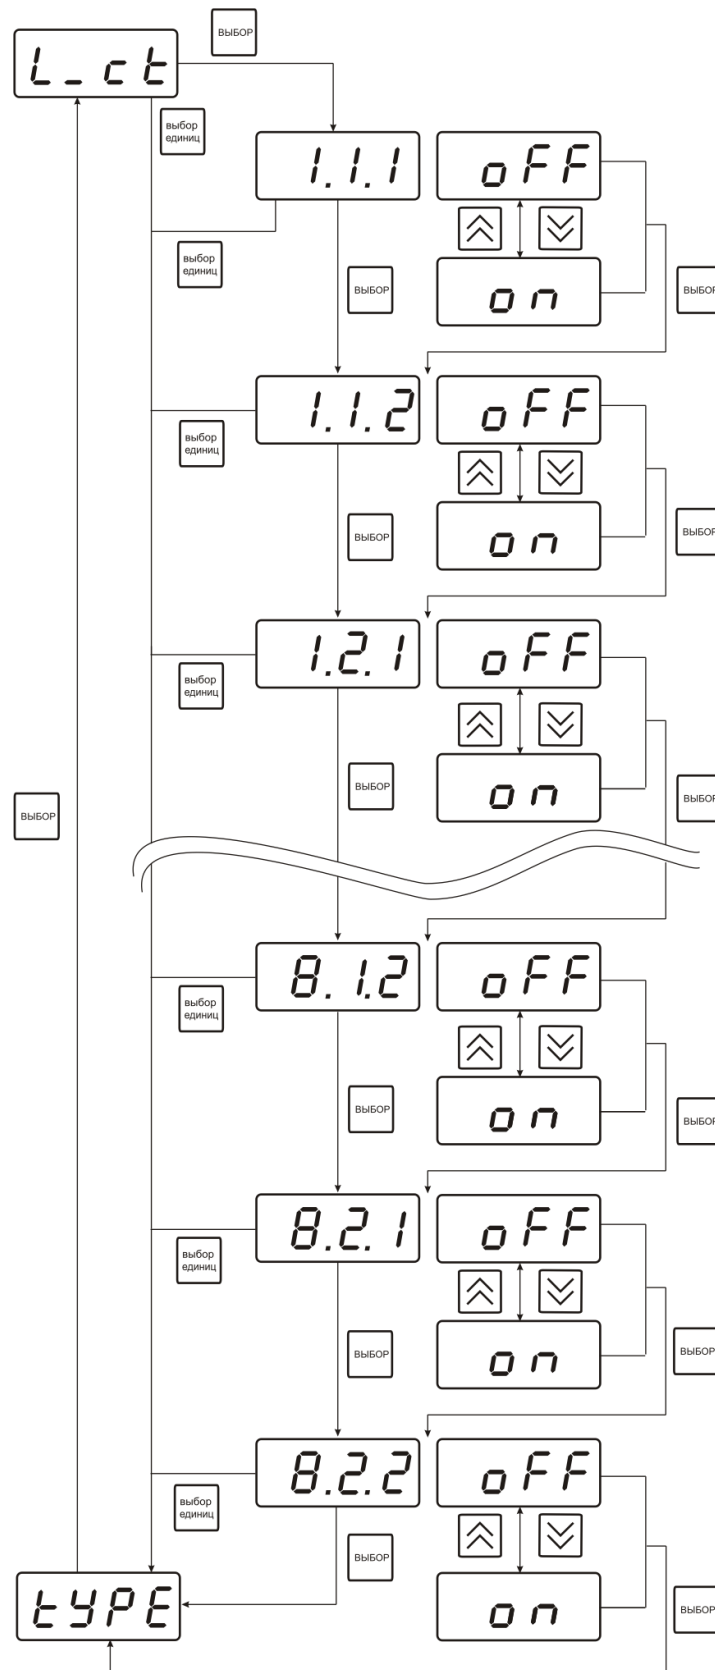 ВЫБОР
L_ct
выбор
единиц
1.1.1 oFF
выбор
единиц
ВЫБОР
ВЫБОР
on
1.1.2 oFF
выбор
единиц
ВЫБОР
ВЫБОР
on
1.2.1 oFF
выбор
единиц
ВЫБОР
ВЫБОР
on
ВЫБОР
8.1.2 oFF
выбор
единиц
ВЫБОР
ВЫБОР
on
8.2.1 oFF
выбор
единиц
ВЫБОР
ВЫБОР
on
8.2.2 oFF
выбор
единиц
ВЫБОР
tYPE
on
ВЫБОР